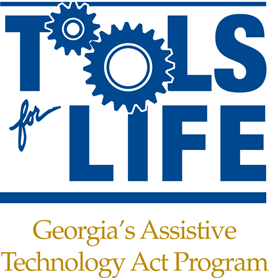 TOOLS
for LIFE
Georgia's Assistive
Technology Act Program